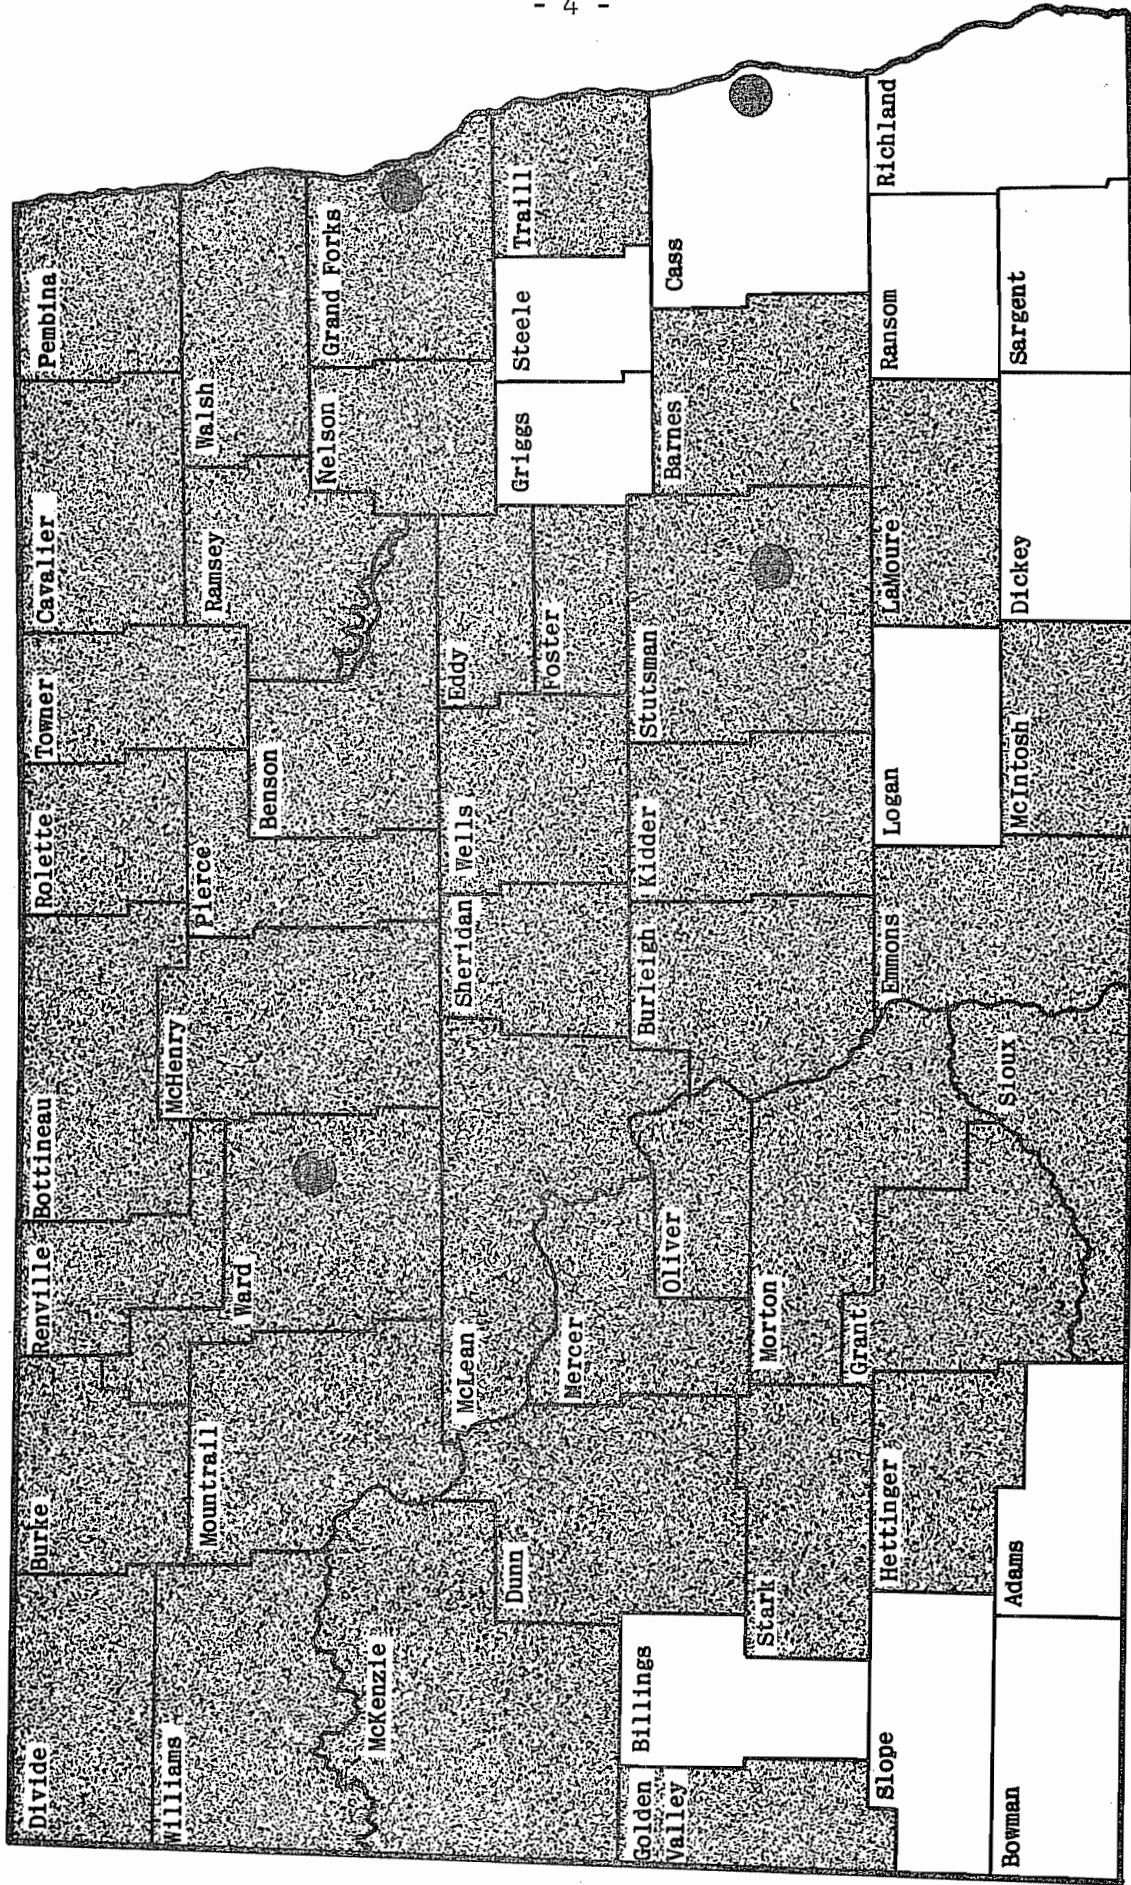 - 4 -
Divide
Burke
Renville
Bottineau
Rolette
Towner
Cavalier
Pembina
Williams
Mountrail
Ward
McHenry
Pierce
Benson
Ramsey
Walsh
Nelson
Grand Forks
McKenzie
Dunn
McLean
Mercer
Oliver
Sheridan
Wells
Eddy
Foster
Griggs
Steele
Traill
Golden
Valley
Billings
Stark
Morton
Burleigh
Kidder
Stutsman
Barnes
Cass
Slope
Hettinger
Grant
Emmons
Logan
LaMoure
Ransom
Richland
Bowman
Adams
Sioux
McIntosh
Dickey
Sargent